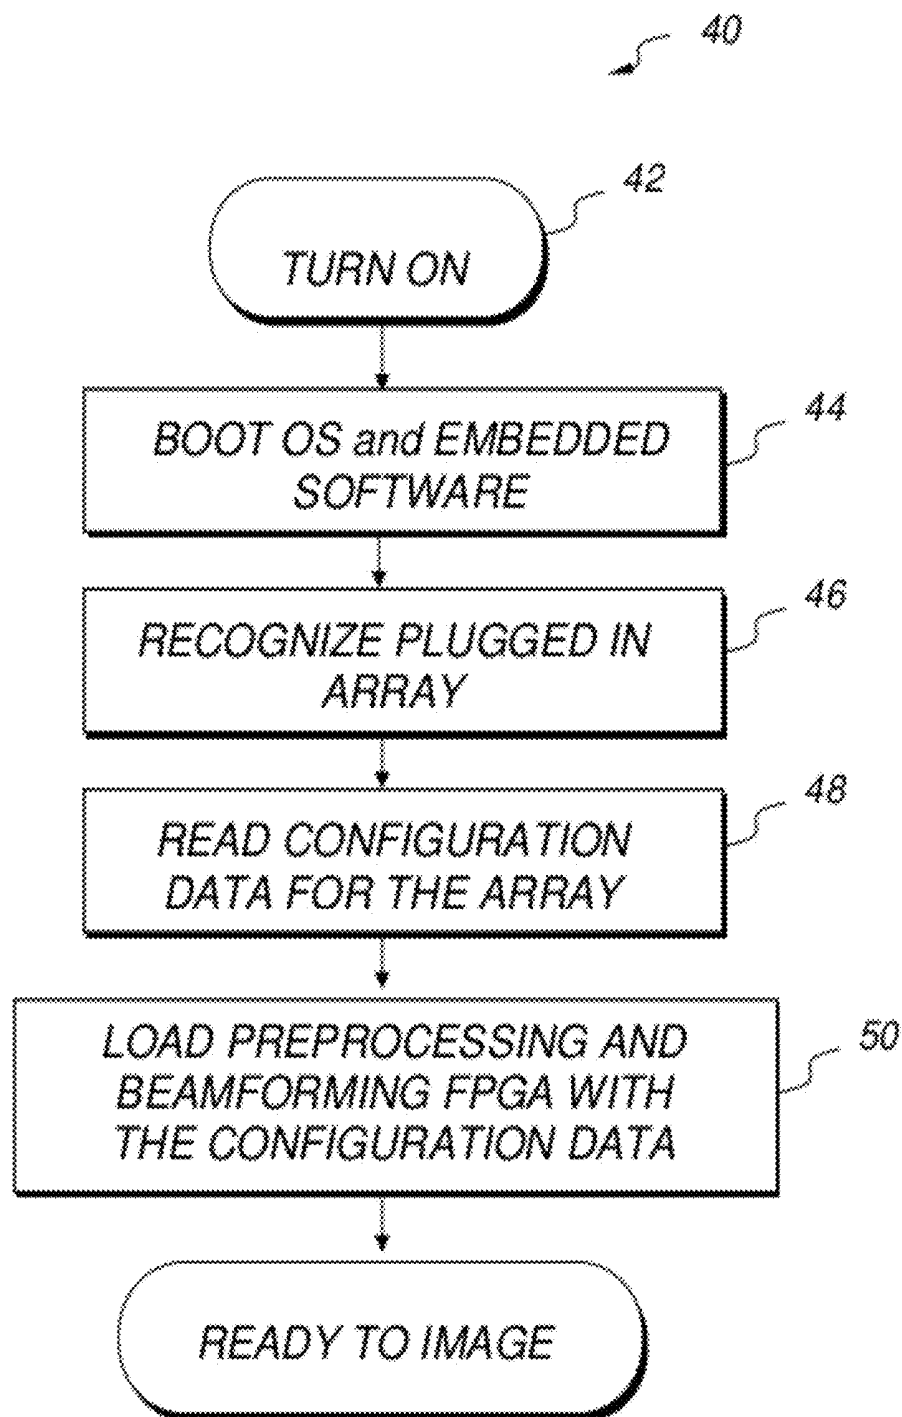 40
42
TURN ON
44
BOOT OS and EMBEDDED
SOFTWARE
46
RECOGNIZE PLUGGED IN
ARRAY
48
READ CONFIGURATION
DATA FOR THE ARRAY
50
LOAD PREPROCESSING AND
BEAMFORMING FPGA WITH
THE CONFIGURATION DATA
READY TO IMAGE